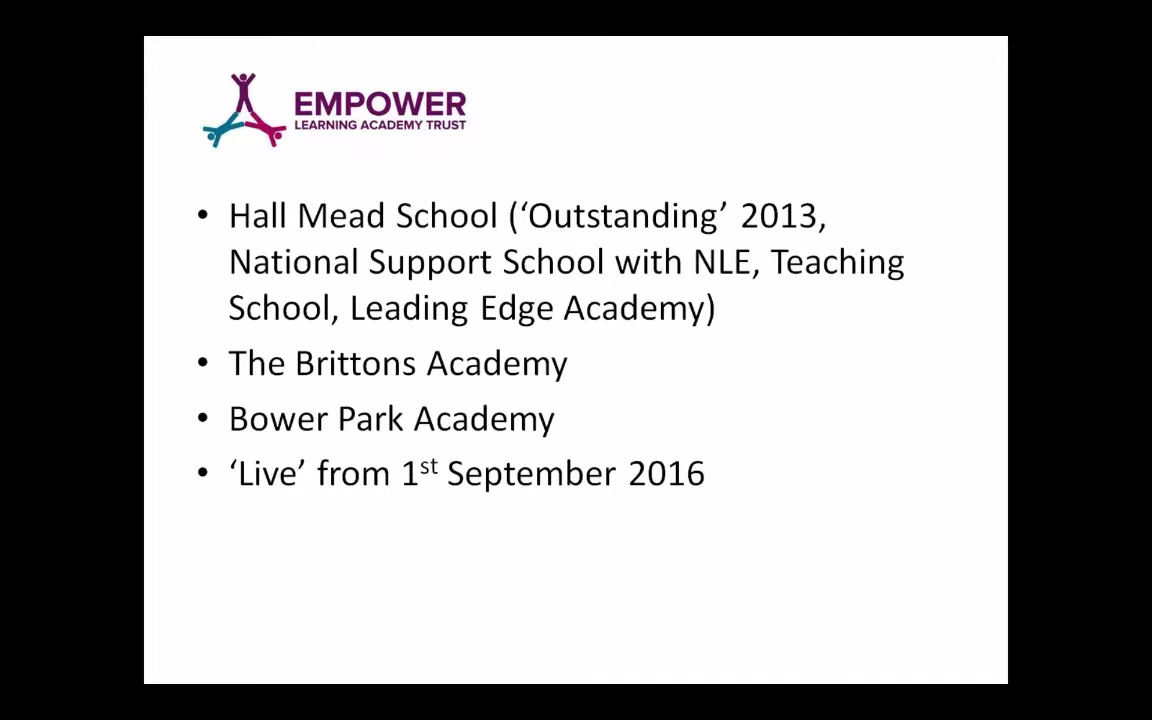 EMPOWER
LEARNING ACADEMY TRUST
• Hall Mead School (‘Outstanding’ 2013,
National Support School with NLE, Teaching
School, Leading Edge Academy)
• The Brittons Academy
• Bower Park Academy
• ‘Live’ from 1st September 2016